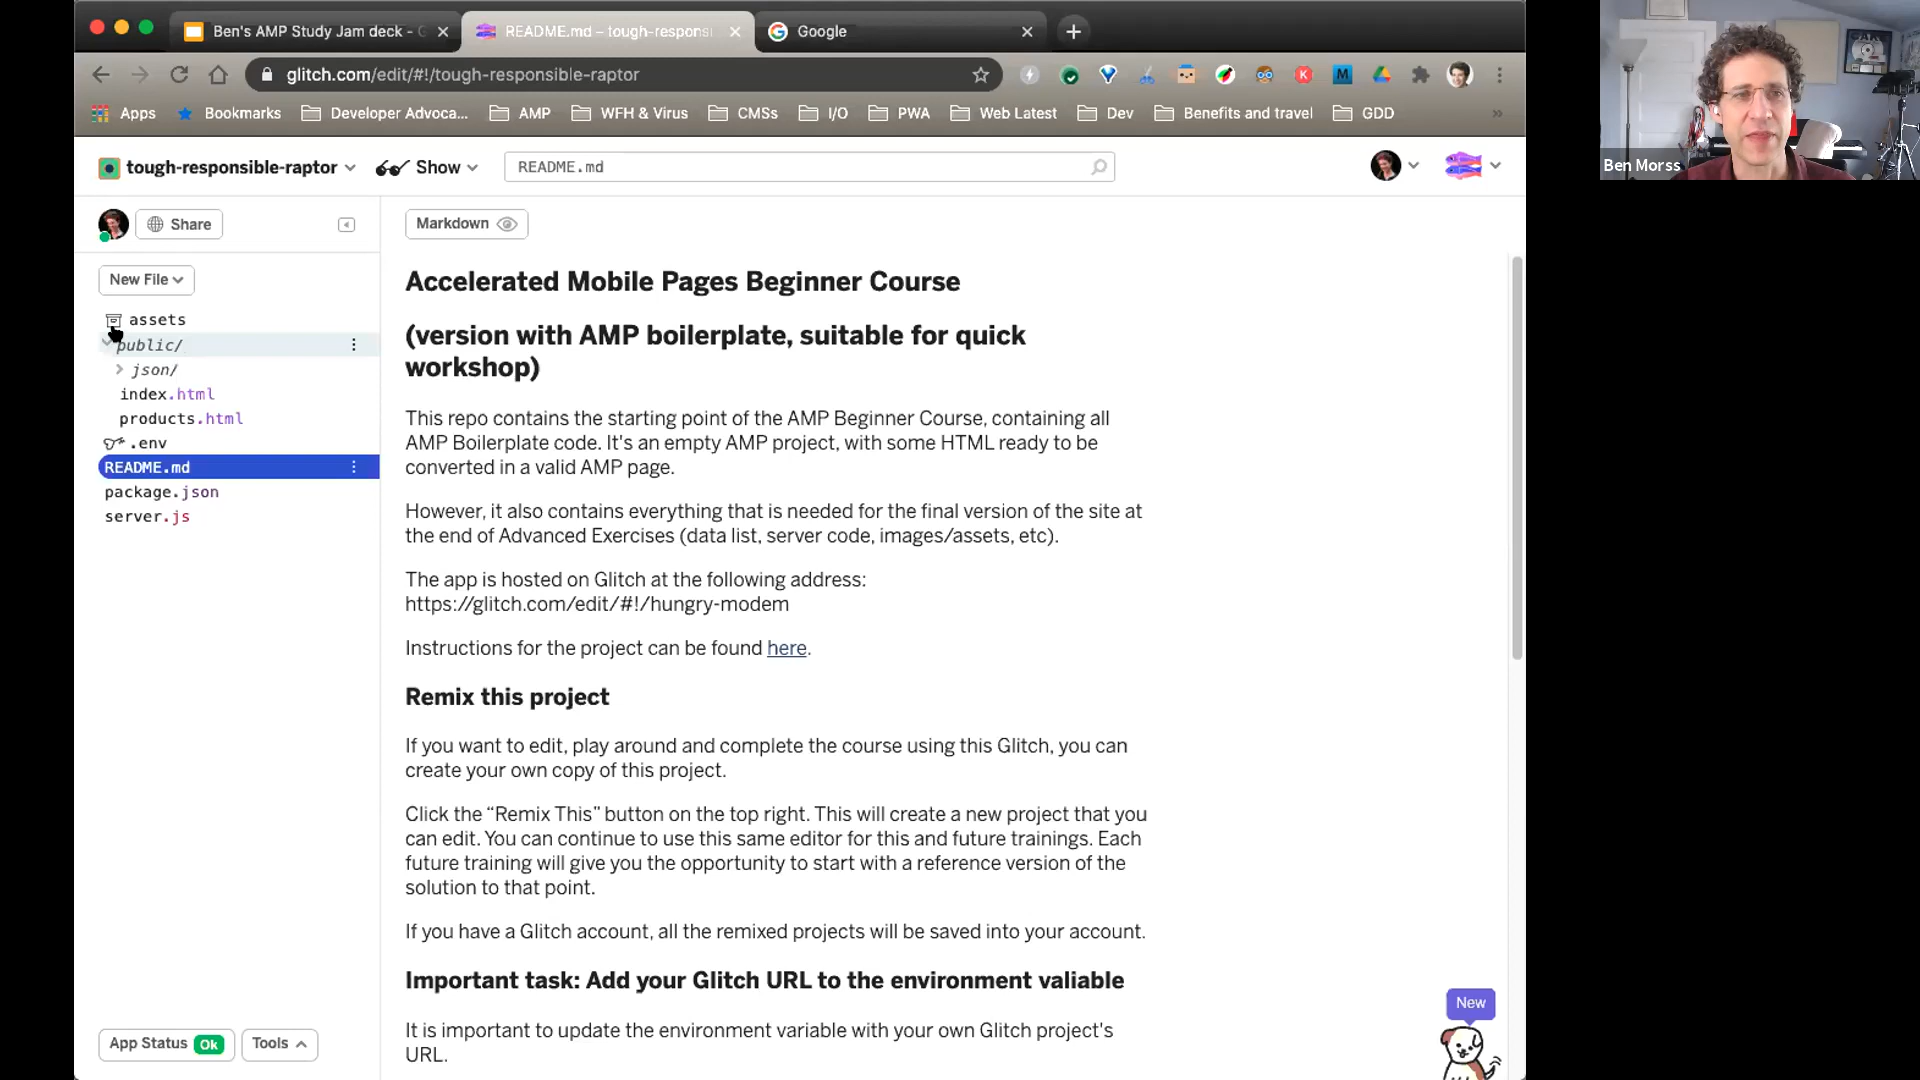 Ben's AMP Study Jam deck - G
README.md – tough-responsi
Google
glitch.com/edit/#!/tough-responsible-raptor
Apps
Bookmarks
Developer Advoca...
AMP
WFH & Virus
CMSs
I/O
PWA
Web Latest
Dev
Benefits and travel
GDD
»
tough-responsible-raptor
Show
README.md
Share
Markdown
New File
assets
public/
json/
index.html
products.html
.env
README.md
package.json
server.js
Accelerated Mobile Pages Beginner Course
(version with AMP boilerplate, suitable for quick
workshop)
This repo contains the starting point of the AMP Beginner Course, containing all
AMP Boilerplate code. It's an empty AMP project, with some HTML ready to be
converted in a valid AMP page.
However, it also contains everything that is needed for the final version of the site at
the end of Advanced Exercises (data list, server code, images/assets, etc).
The app is hosted on Glitch at the following address:
https://glitch.com/edit/#!/hungry-modem
Instructions for the project can be found here.
Remix this project
If you want to edit, play around and complete the course using this Glitch, you can
create your own copy of this project.
Click the “Remix This” button on the top right. This will create a new project that you
can edit. You can continue to use this same editor for this and future trainings. Each
future training will give you the opportunity to start with a reference version of the
solution to that point.
If you have a Glitch account, all the remixed projects will be saved into your account.
Important task: Add your Glitch URL to the environment valiable
It is important to update the environment variable with your own Glitch project's
URL.
App Status Ok
Tools
New
Ben Morss